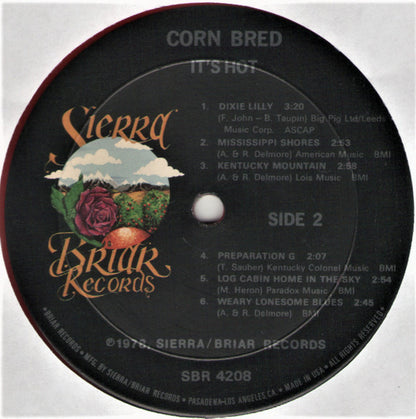 CORN BRED
IT'S HOT
1. DIXIE LILLY 3:20
(E. John – B. Taupin) Big Pig Ltd/Leeds
Music Corp. ASCAP
2. MISSISSIPPI SHORES 2:53
(A. & R. Delmore) American Music BMI
3. KENTUCKY MOUNTAIN 2:58
(A. & R. Delmore) Lois Music BMI
Sierra
Briar
Records
SIDE 2
4. PREPARATION G 2:07
(T. Sauber) Kentucky Colonel Music BMI
5. LOG CABIN HOME IN THE SKY 2:54
(M. Heron) Paradox Music BMI
6. WEARY LONESOME BLUES 2:45
(A. & R. Delmore) BMI
©1978, SIERRA/BRIAR RECORDS
SBR 4208
• BRIAR RECORDS • MFG. BY SIERRA/BRIAR RECORDS • PASADENA-LOS ANGELES, CA. • MADE IN USA • ALL RIGHTS RESERVED •